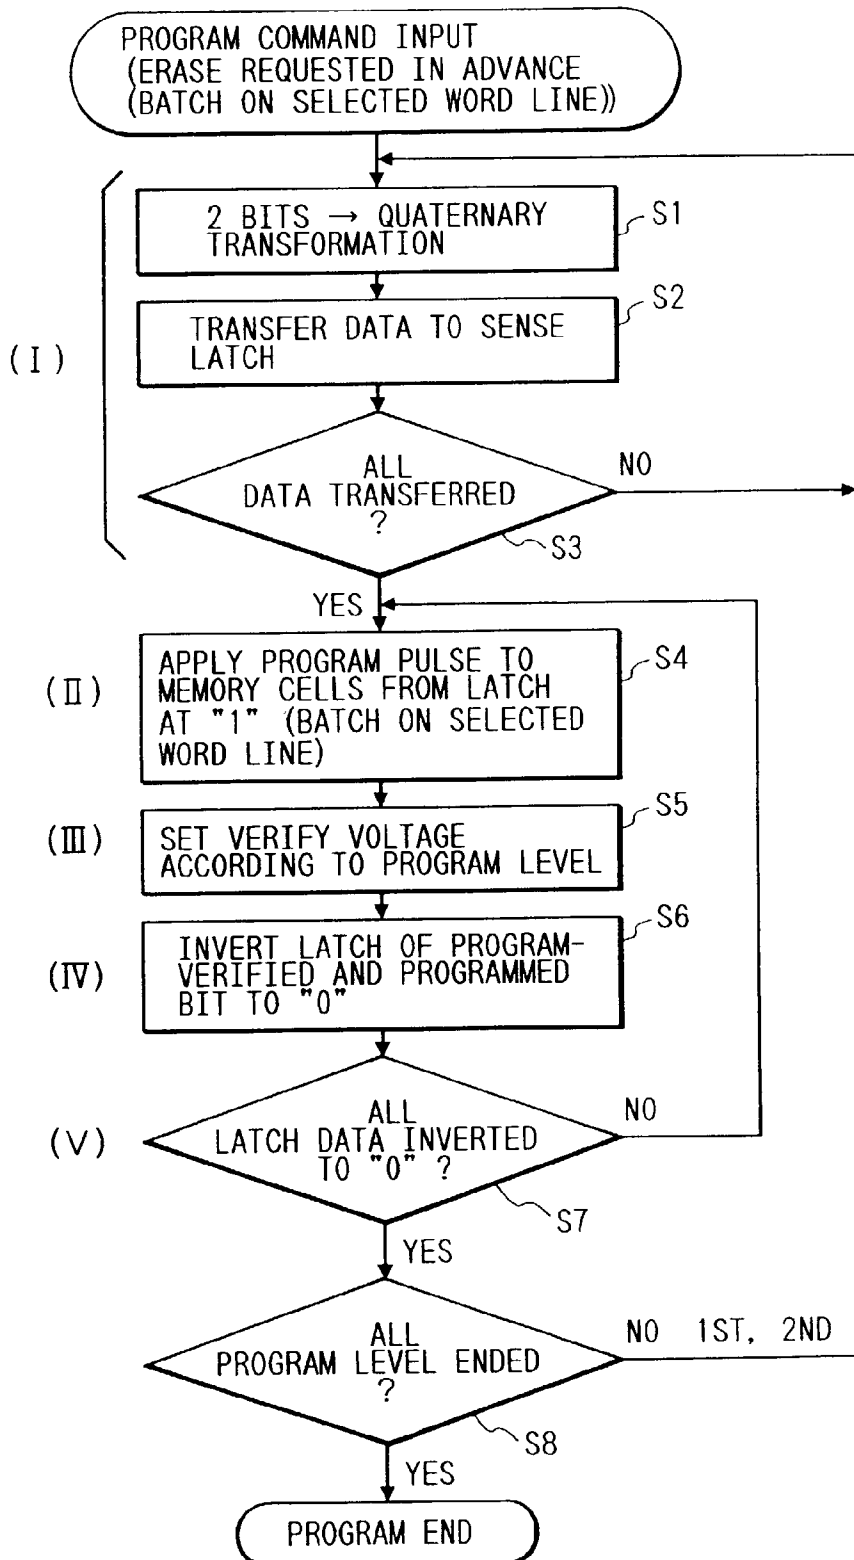 PROGRAM COMMAND INPUT
(ERASE REQUESTED IN ADVANCE
(BATCH ON SELECTED WORD LINE))
(I)
2 BITS → QUATERNARY
TRANSFORMATION
S1
TRANSFER DATA TO SENSE
LATCH
S2
ALL
DATA TRANSFERRED
?
NO
S3
YES
(II)
APPLY PROGRAM PULSE TO
MEMORY CELLS FROM LATCH
AT "1" (BATCH ON SELECTED
WORD LINE)
S4
(III)
SET VERIFY VOLTAGE
ACCORDING TO PROGRAM LEVEL
S5
(IV)
INVERT LATCH OF PROGRAM-
VERIFIED AND PROGRAMMED
BIT TO "0"
S6
(V)
ALL
LATCH DATA INVERTED
TO "0" ?
NO
S7
YES
ALL
PROGRAM LEVEL ENDED
?
NO 1ST, 2ND
S8
YES
PROGRAM END